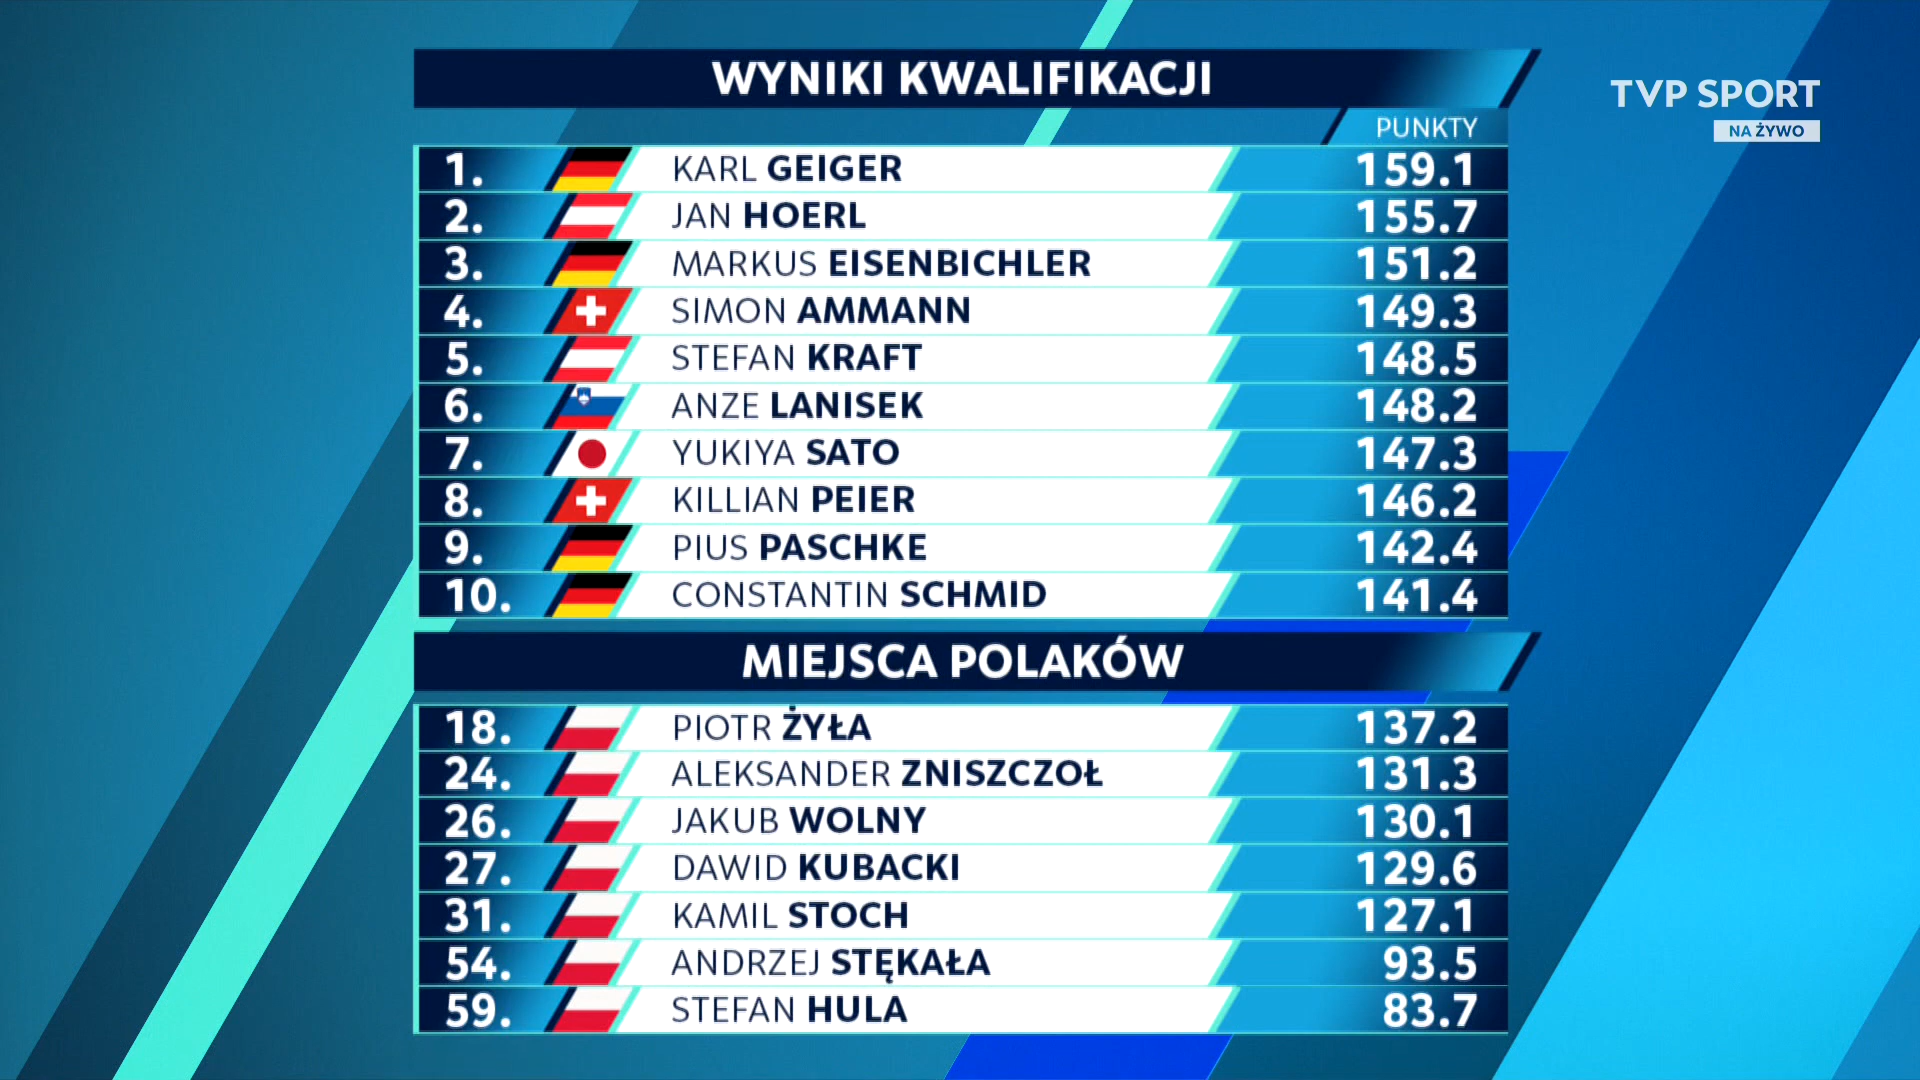 WYNIKI KWALIFIKACJI
TVP SPORT
NA ŻYWO
PUNKTY
1. KARL GEIGER 159.1
2. JAN HOERL 155.7
3. MARKUS EISENBICHLER 151.2
4. SIMON AMMANN 149.3
5. STEFAN KRAFT 148.5
6. ANZE LANISEK 148.2
7. YUKIYA SATO 147.3
8. KILLIAN PEIER 146.2
9. PIUS PASCHKE 142.4
10. CONSTANTIN SCHMID 141.4
MIEJSCA POLAKÓW
18. PIOTR ŻYŁA 137.2
24. ALEKSANDER ZNISZCZOŁ 131.3
26. JAKUB WOLNY 130.1
27. DAWID KUBACKI 129.6
31. KAMIL STOCH 127.1
54. ANDRZEJ STĘKAŁA 93.5
59. STEFAN HULA 83.7